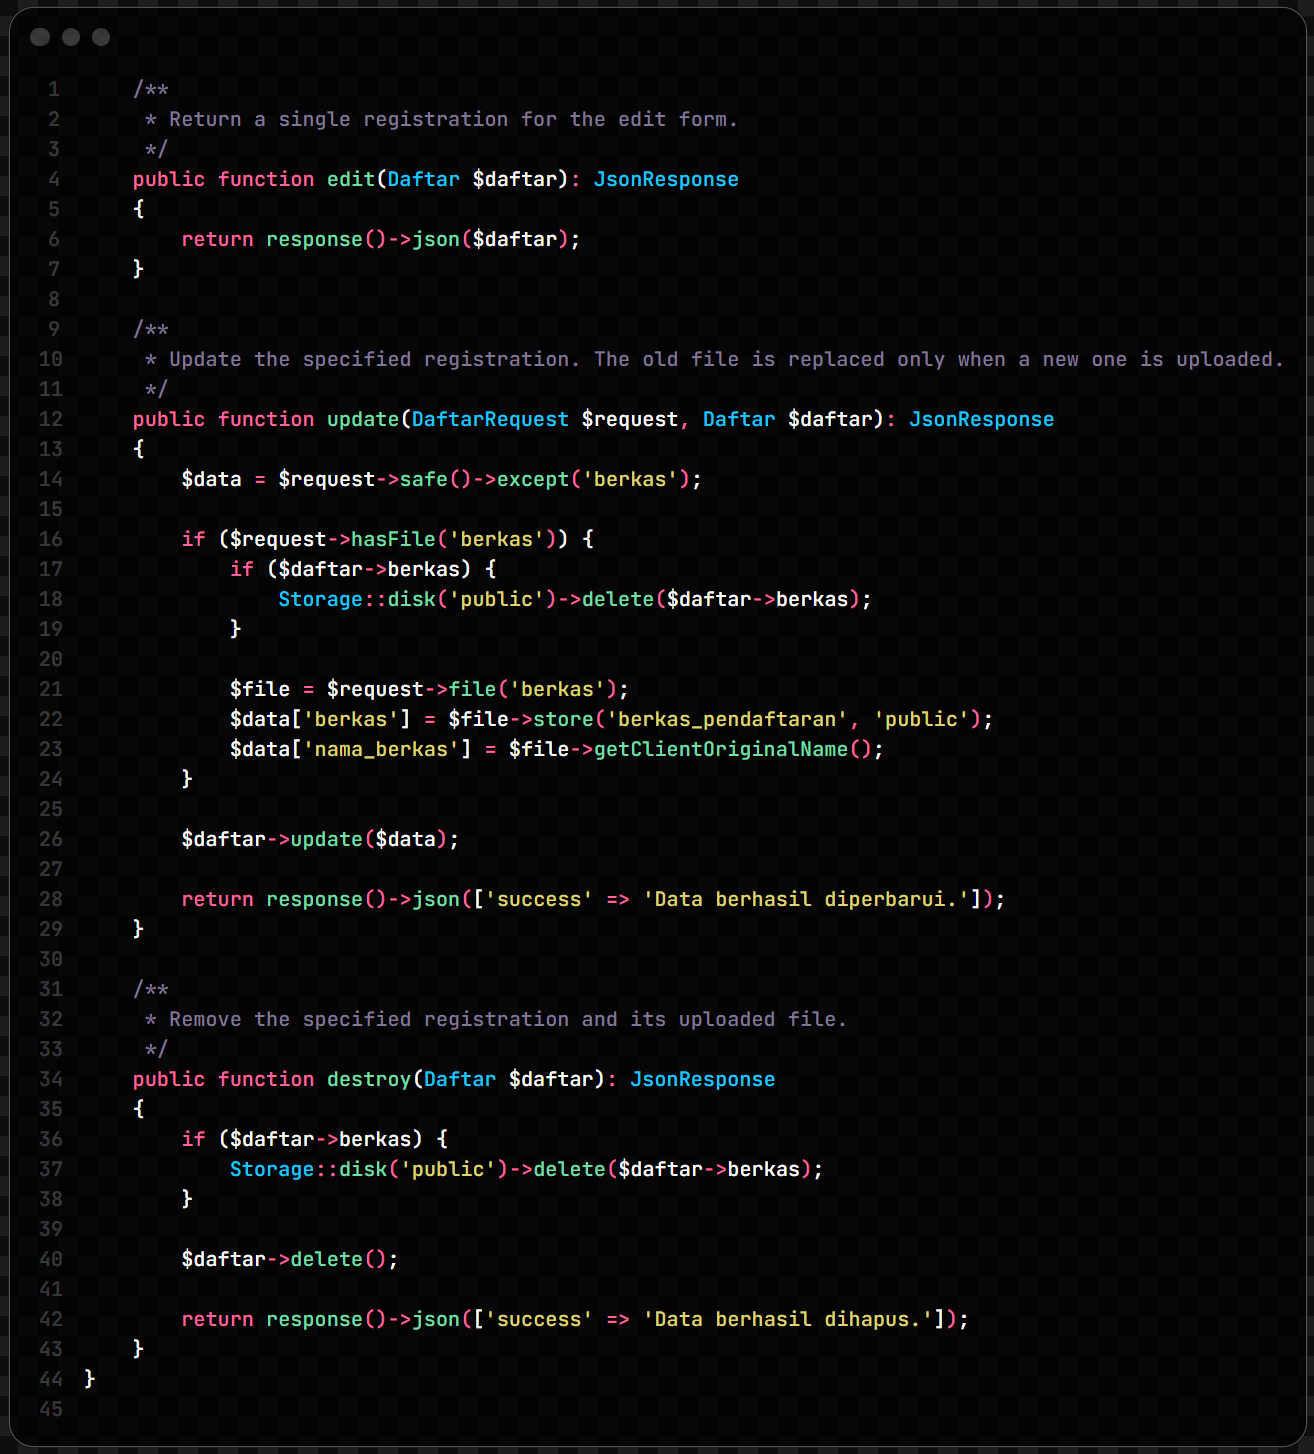 1 /**
2 * Return a single registration for the edit form.
3 */
4 public function edit(Daftar $daftar): JsonResponse
5 {
6 return response()->json($daftar);
7 }
8
9 /**
10 * Update the specified registration. The old file is replaced only when a new one is uploaded.
11 */
12 public function update(DaftarRequest $request, Daftar $daftar): JsonResponse
13 {
14 $data = $request->safe()->except('berkas');
15
16 if ($request->hasFile('berkas')) {
17 if ($daftar->berkas) {
18 Storage::disk('public')->delete($daftar->berkas);
19 }
20
21 $file = $request->file('berkas');
22 $data['berkas'] = $file->store('berkas_pendaftaran', 'public');
23 $data['nama_berkas'] = $file->getClientOriginalName();
24 }
25
26 $daftar->update($data);
27
28 return response()->json(['success' => 'Data berhasil diperbarui.']);
29 }
30
31 /**
32 * Remove the specified registration and its uploaded file.
33 */
34 public function destroy(Daftar $daftar): JsonResponse
35 {
36 if ($daftar->berkas) {
37 Storage::disk('public')->delete($daftar->berkas);
38 }
39
40 $daftar->delete();
41
42 return response()->json(['success' => 'Data berhasil dihapus.']);
43 }
44 }
45